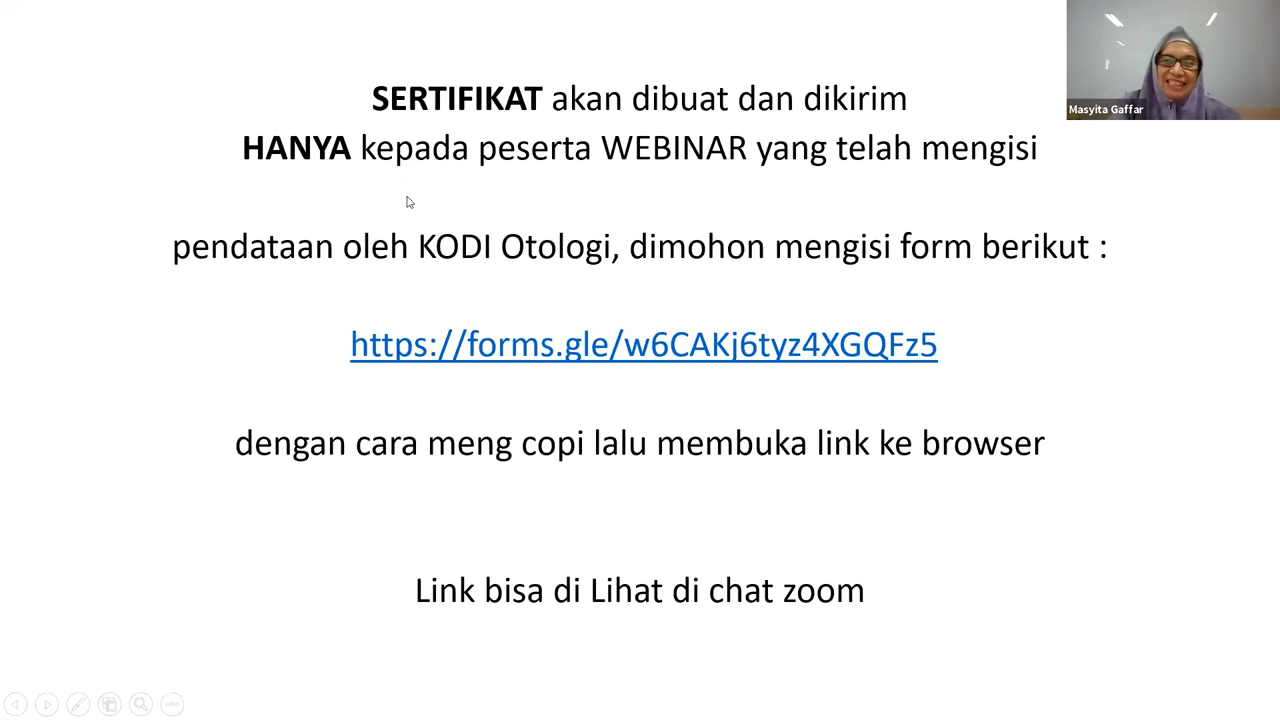 SERTIFIKAT akan dibuat dan dikirim
HANYA kepada peserta WEBINAR yang telah mengisi
pendataan oleh KODI Otologi, dimohon mengisi form berikut :
https://forms.gle/w6CAKj6tyz4XGQFz5
dengan cara meng copi lalu membuka link ke browser
Link bisa di Lihat di chat zoom
Masyita Gaffar